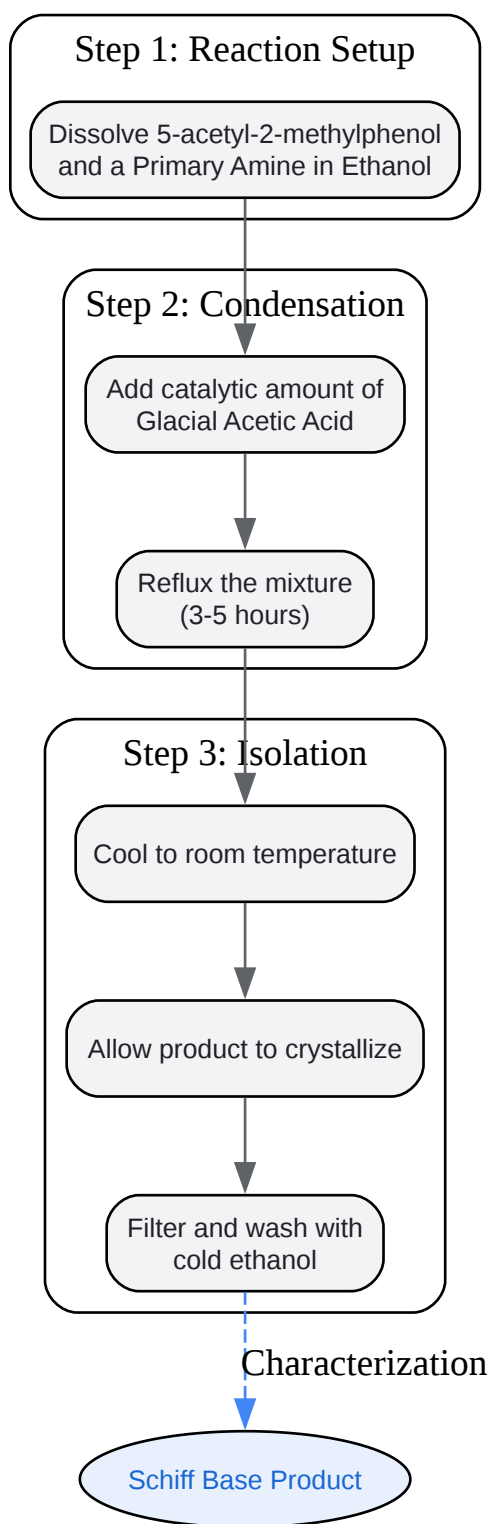 Step 1: Reaction Setup
Dissolve 5-acetyl-2-methylphenol
and a Primary Amine in Ethanol
Step 2: Condensation
Add catalytic amount of
Glacial Acetic Acid
Reflux the mixture
(3-5 hours)
Step 3: Isolation
Cool to room temperature
Allow product to crystallize
Filter and wash with
cold ethanol
Characterization
Schiff Base Product